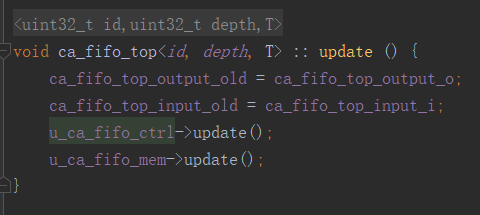 <uint32_t id,uint32_t depth,T>
void ca_fifo_top<id, depth, T> :: update () {
    ca_fifo_top_output_old = ca_fifo_top_output_o;
    ca_fifo_top_input_old = ca_fifo_top_input_i;
    u_ca_fifo_ctrl->update();
    u_ca_fifo_mem->update();
}